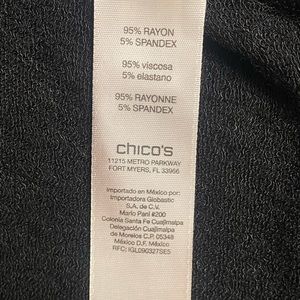 95% RAYON
5% SPANDEX
95% viscosa
5% elastano
95% RAYONNE
5% SPANDEX
chico's
11215 METRO PARKWAY
FORT MYERS, FL 33966
Importado en México por:
Importadora Globastic
S.A. de C.V.
Mario Pani #200
Colonia Santa Fe Cuajimalpa
Delegación Cuajimalpa
de Morelos C.P. 05348
México D.F. México
RFC: IGL090327SE5